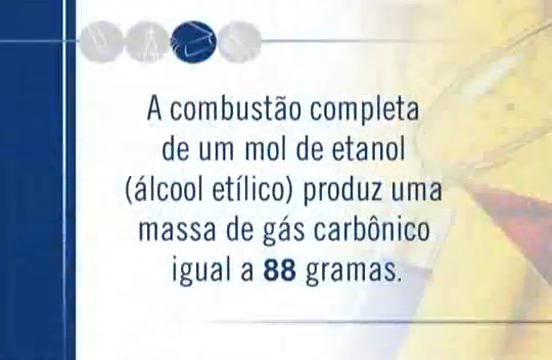 A combustão completa
de um mol de etanol
(álcool etílico) produz uma
massa de gás carbônico
igual a 88 gramas.